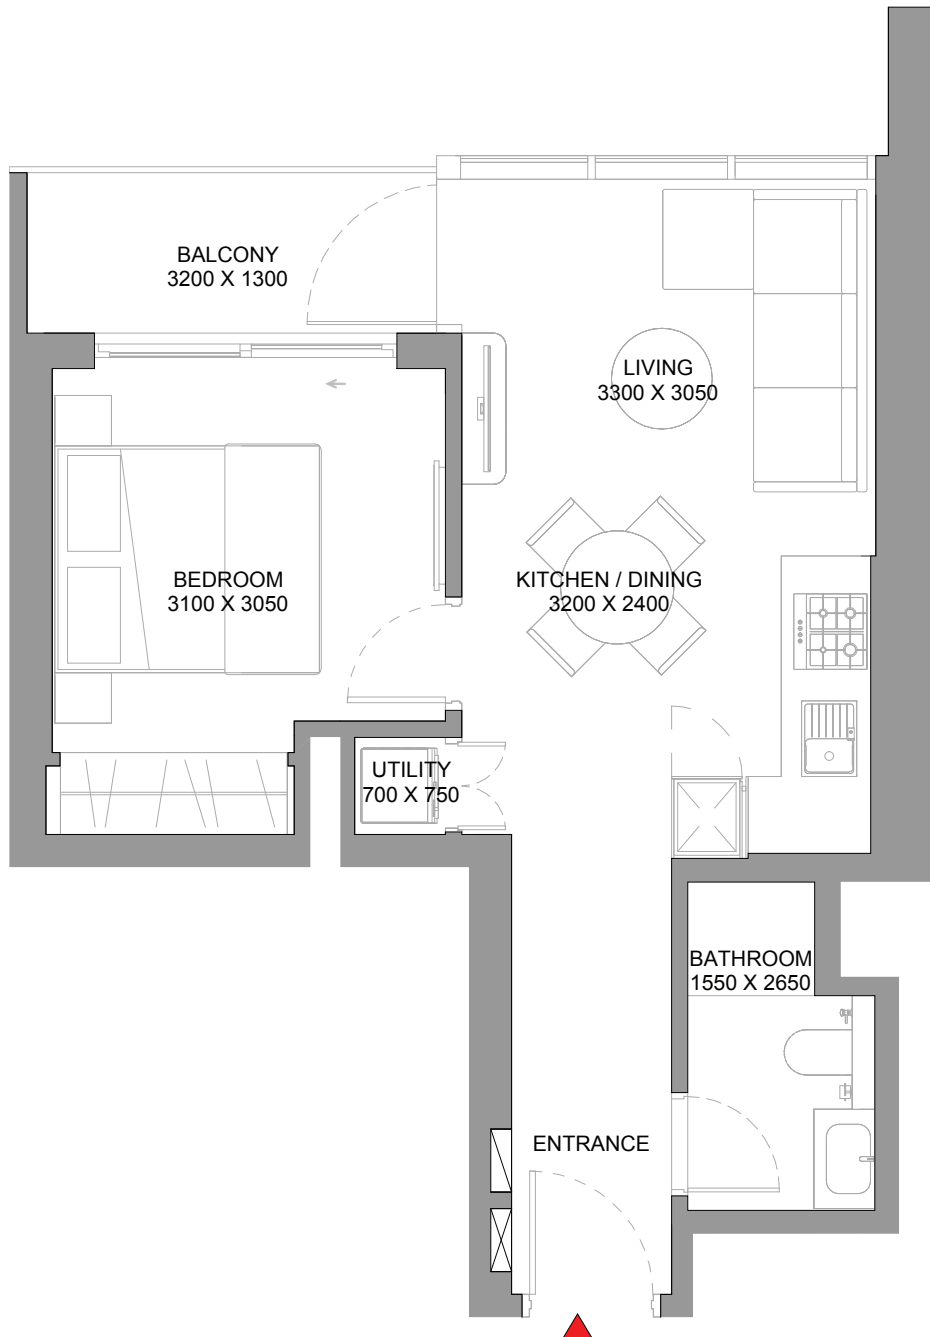 BALCONY
3200 X 1300
LIVING
3300 X 3050
BEDROOM
3100 X 3050
KITCHEN / DINING
3200 X 2400
UTILITY
700 X 750
BATHROOM
1550 X 2650
ENTRANCE